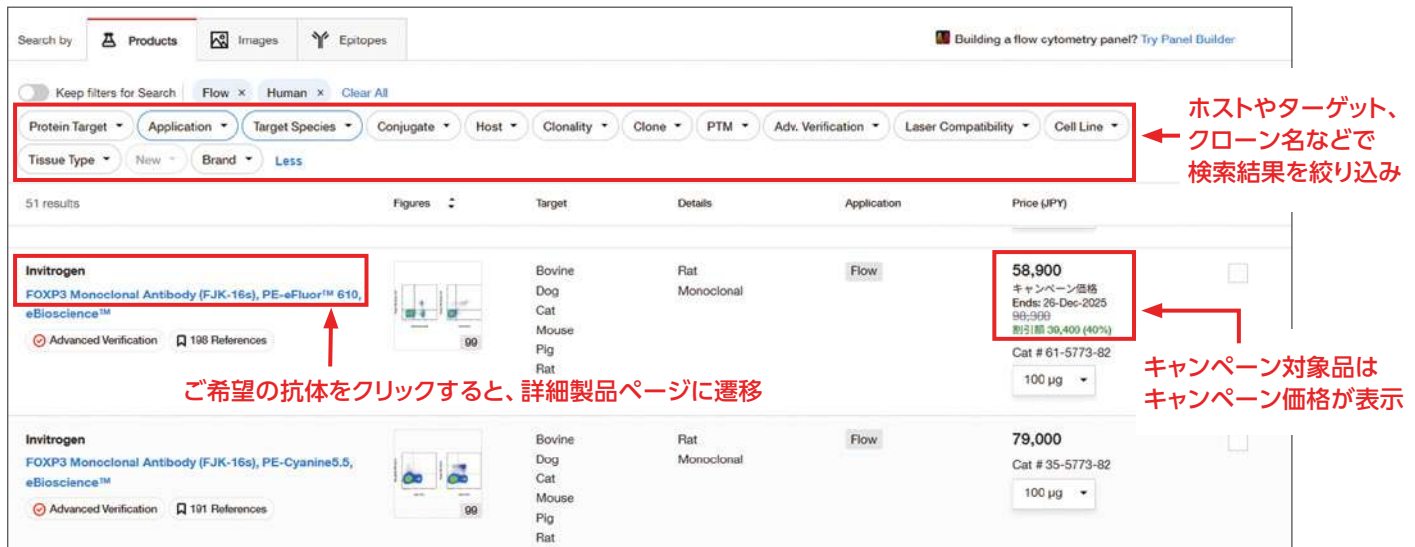 Search by Products Images Epitopes Building a flow cytometry panel? Try Panel Builder
Keep filters for Search Flow × Human × Clear All
Protein Target Application Target Species Conjugate Host Clonality Clone PTM Adv. Verification Laser Compatibility Cell Line
Tissue Type New Brand Less
ホストやターゲット、
クローン名などで
検索結果を絞り込み
51 results Figures Target Details Application Price (JPY)
Invitrogen
FOXP3 Monoclonal Antibody (FJK-16s), PE-eFluor™ 610,
eBioscience™
Advanced Verification 198 References
99
Bovine
Dog
Cat
Mouse
Pig
Rat
Rat
Monoclonal
Flow
58,900
キャンペーン価格
Ends: 26-Dec-2025
98,300
割引額 39,400 (40%)
Cat # 61-5773-82
100 µg
ご希望の抗体をクリックすると、詳細製品ページに遷移
キャンペーン対象品は
キャンペーン価格が表示
Invitrogen
FOXP3 Monoclonal Antibody (FJK-16s), PE-Cyanine5.5,
eBioscience™
Advanced Verification 191 References
99
Bovine
Dog
Cat
Mouse
Pig
Rat
Rat
Monoclonal
Flow
79,000
Cat # 35-5773-82
100 µg